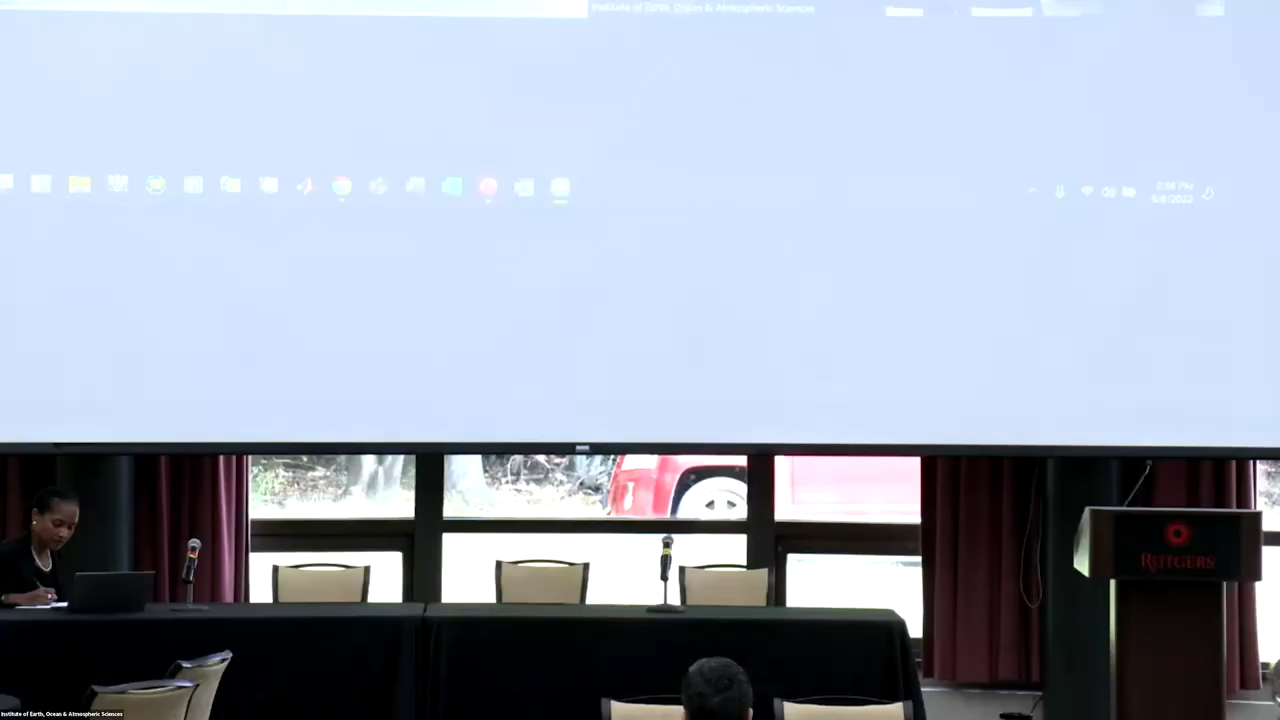 Institute of Earth, Ocean & Atmospheric Sciences
RUTGERS
Institute of Earth, Ocean & Atmospheric Sciences